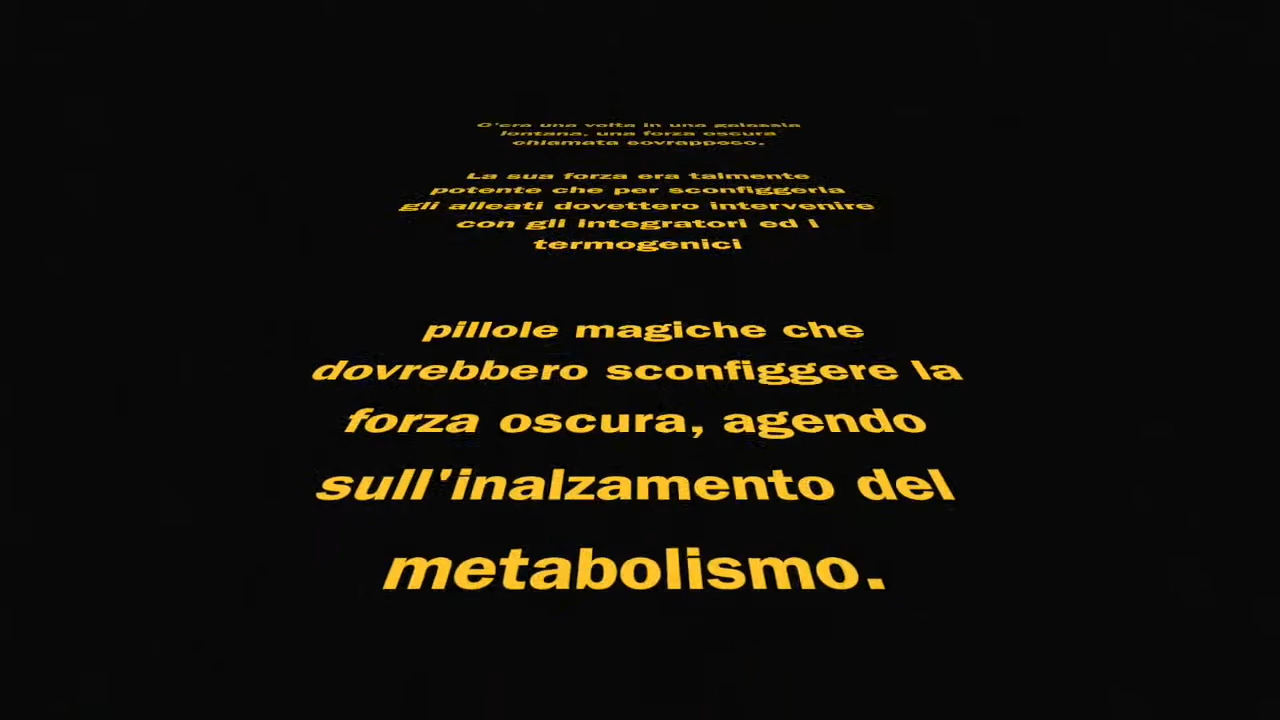 C'era una volta in una galassia
lontana, una forza oscura
chiamata sovrappeso.
La sua forza era talmente
potente che per sconfiggerla
gli alleati dovettero intervenire
con gli integratori ed i
termogenici
pillole magiche che
dovrebbero sconfiggere la
forza oscura, agendo
sull'inalzamento del
metabolismo.